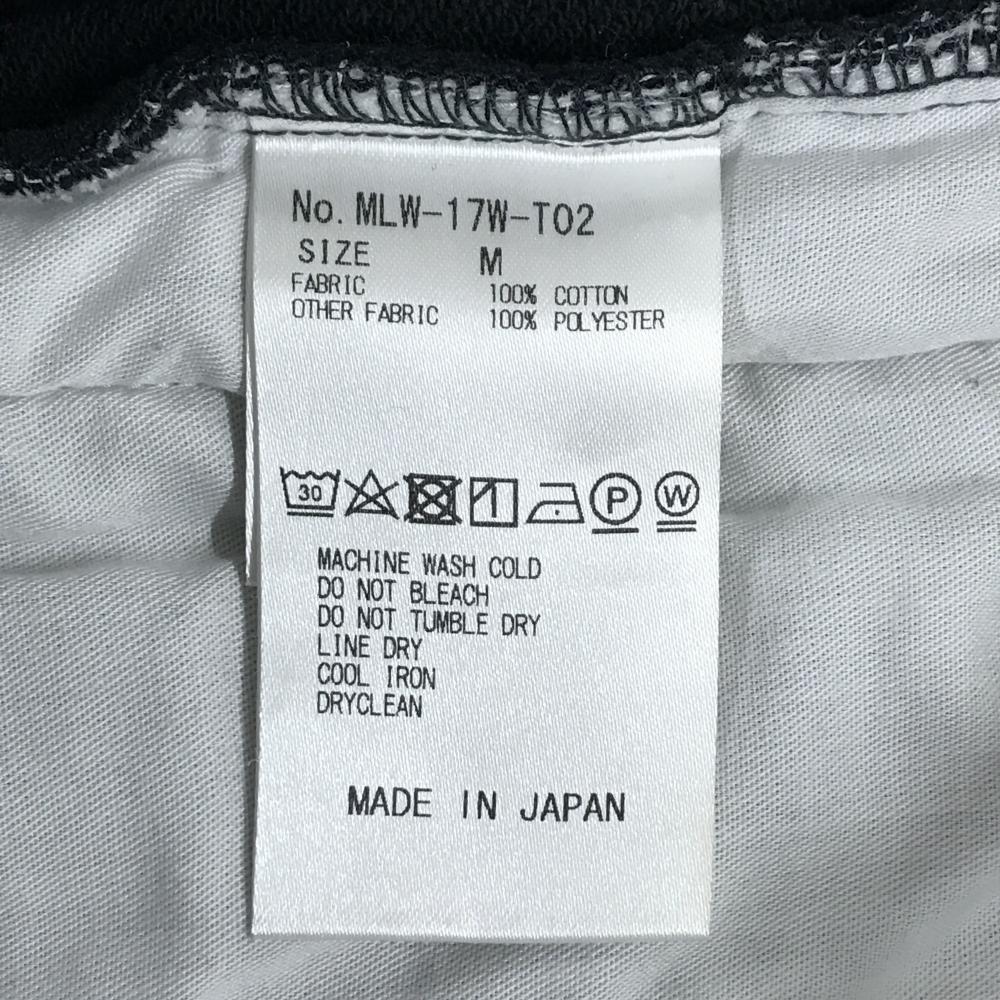 No. MLW-17W-T02
SIZE M
FABRIC 100% COTTON
OTHER FABRIC 100% POLYESTER
30 P W
MACHINE WASH COLD
DO NOT BLEACH
DO NOT TUMBLE DRY
LINE DRY
COOL IRON
DRYCLEAN
MADE IN JAPAN